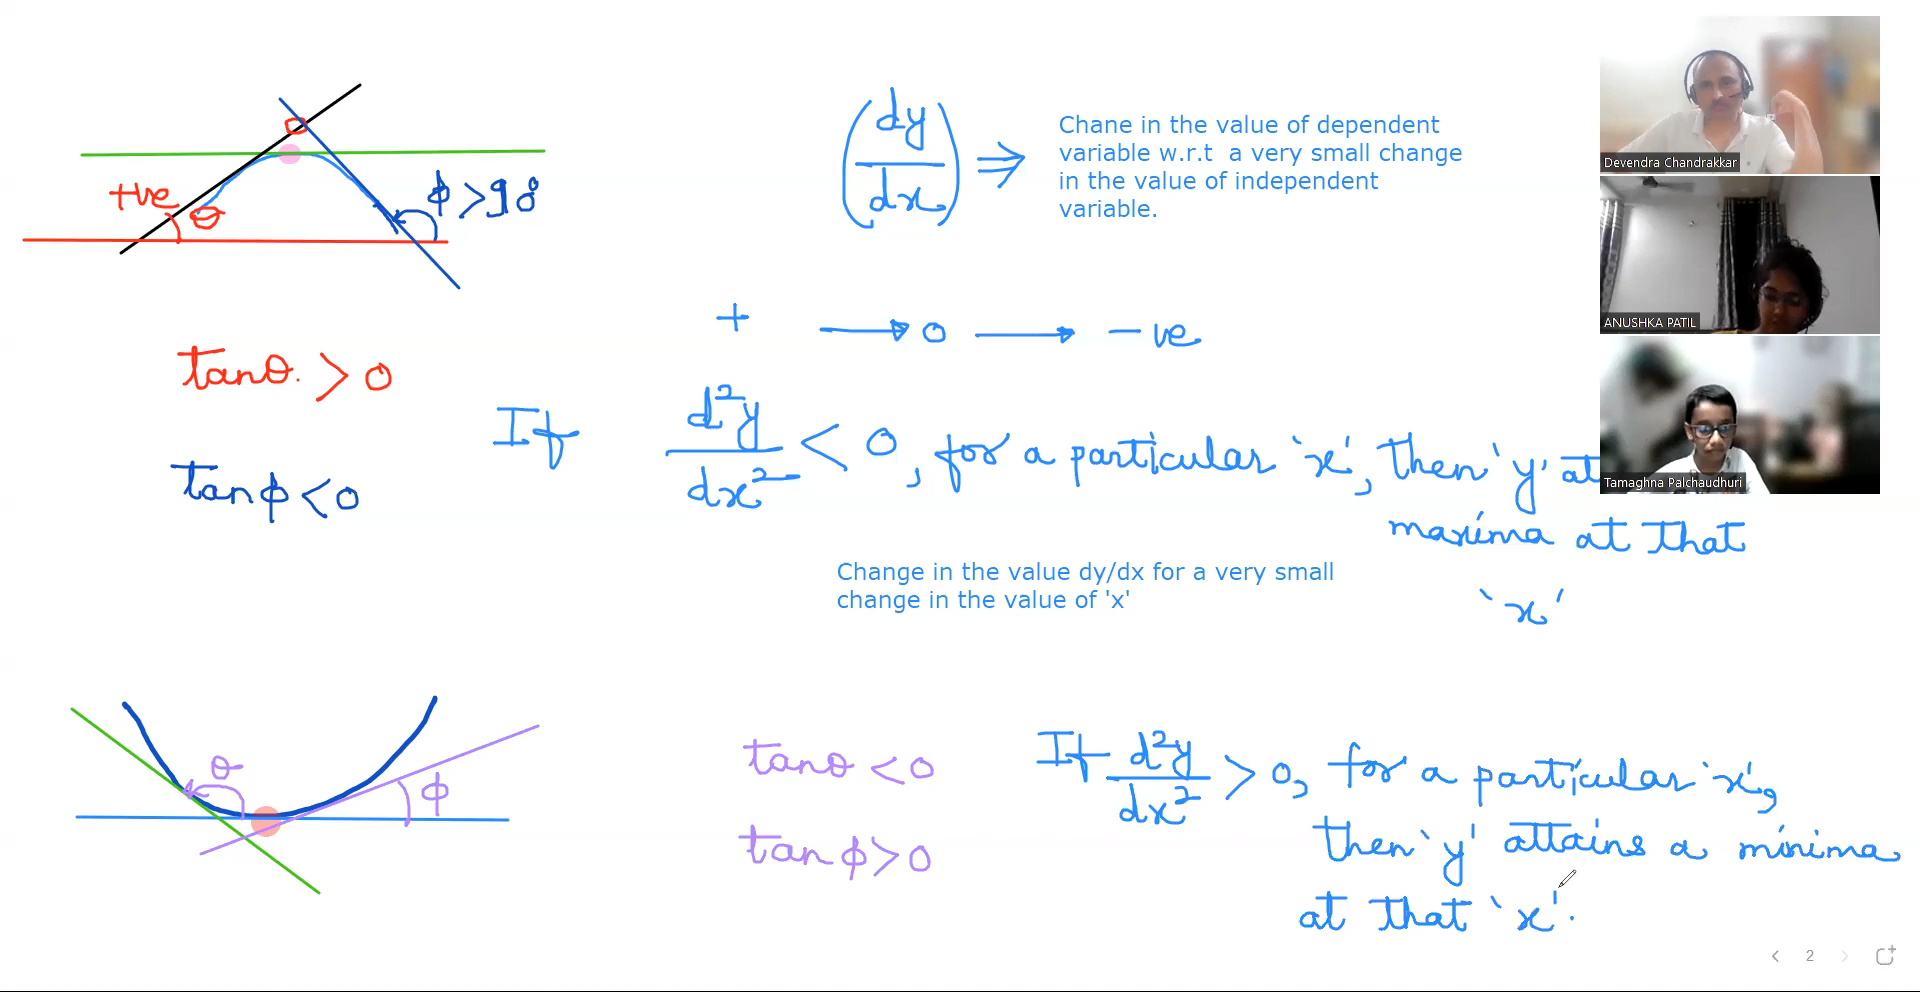 +ve
θ
ϕ > 90°
tanθ. > 0
tanϕ < 0
(dy/dx) ⇒
Chane in the value of dependent
variable w.r.t a very small change
in the value of independent
variable.
+ → 0 → -ve
If d²y/dx² < 0, for a particular 'x', then 'y' at
maxima at that
'x'
Change in the value dy/dx for a very small
change in the value of 'x'
θ
ϕ
tanθ < 0
tanϕ > 0
If d²y/dx² > 0, for a particular 'x',
then 'y' attains a minima
at that 'x'.
Devendra Chandrakkar
ANUSHKA PATIL
Tamaghna Palchaudhuri
2